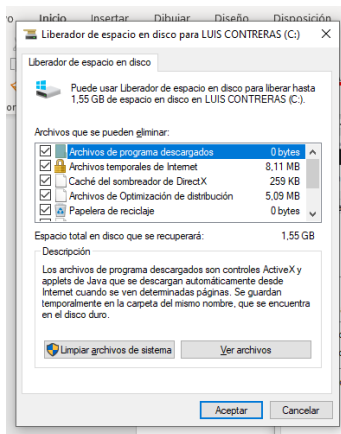 Inicio Insertar Dibujar Diseño Disposición
Liberador de espacio en disco para LUIS CONTRERAS (C:)
Liberador de espacio en disco
Puede usar Liberador de espacio en disco para liberar hasta
1,55 GB de espacio en disco en LUIS CONTRERAS (C:).
Archivos que se pueden eliminar:
Archivos de programa descargados 0 bytes
Archivos temporales de Internet 8,11 MB
Caché del sombreador de DirectX 259 KB
Archivos de Optimización de distribución 5,09 MB
Papelera de reciclaje 0 bytes
Espacio total en disco que se recuperará: 1,55 GB
Descripción
Los archivos de programa descargados son controles ActiveX y
applets de Java que se descargan automáticamente desde
Internet cuando se ven determinadas páginas. Se guardan
temporalmente en la carpeta del mismo nombre, que se encuentra
en el disco duro.
Limpiar archivos de sistema Ver archivos
Aceptar Cancelar